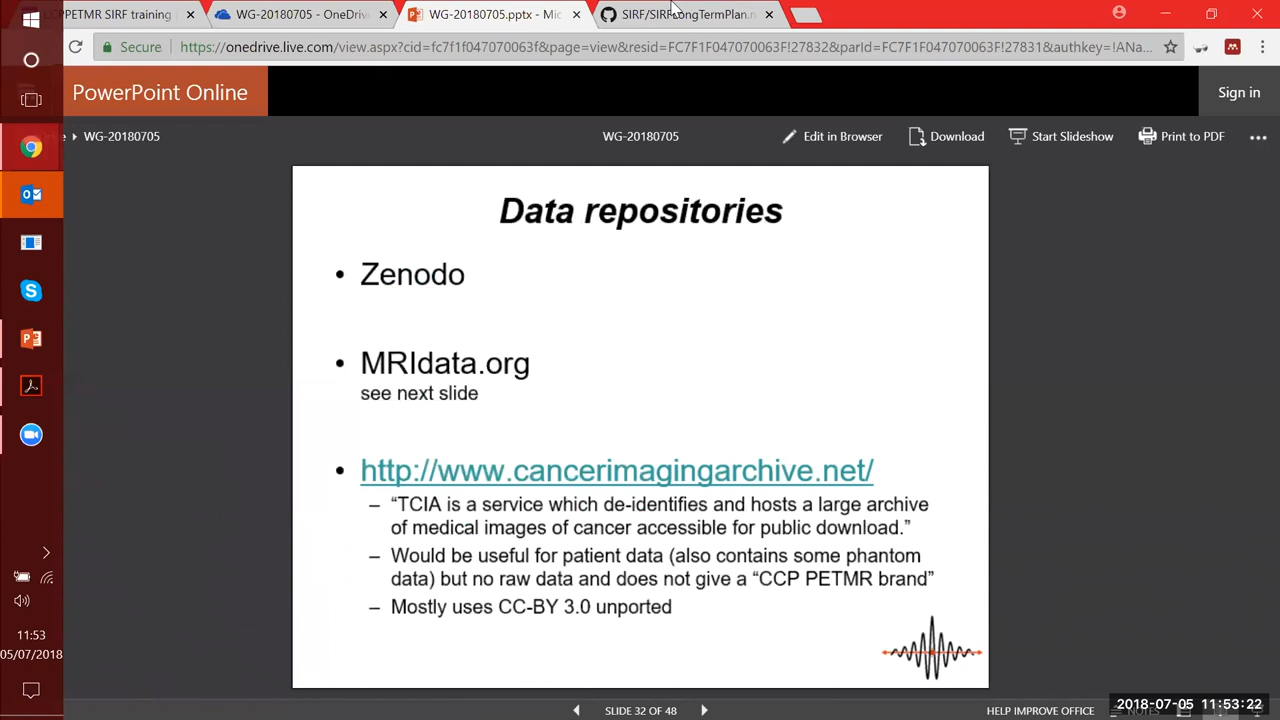 CCPPETMR SIRF training
WG-20180705 - OneDriv
WG-20180705.pptx - Mic
SIRF/SIRFLongTermPlan.m
Secure
https://onedrive.live.com/view.aspx?cid=fc7f1f047070063f&page=view&resid=FC7F1F047070063F!27832&parId=FC7F1F047070063F!27831&authkey=!ANa...
PowerPoint Online
Sign in
WG-20180705
WG-20180705
Edit in Browser
Download
Start Slideshow
Print to PDF
Data repositories
• Zenodo
• MRIdata.org
see next slide
• http://www.cancerimagingarchive.net/
– “TCIA is a service which de-identifies and hosts a large archive
of medical images of cancer accessible for public download.”
– Would be useful for patient data (also contains some phantom
data) but no raw data and does not give a “CCP PETMR brand”
– Mostly uses CC-BY 3.0 unported
11:53
05/07/2018
SLIDE 32 OF 48
HELP IMPROVE OFFICE
NOTES
2018-07-05 11:53:22